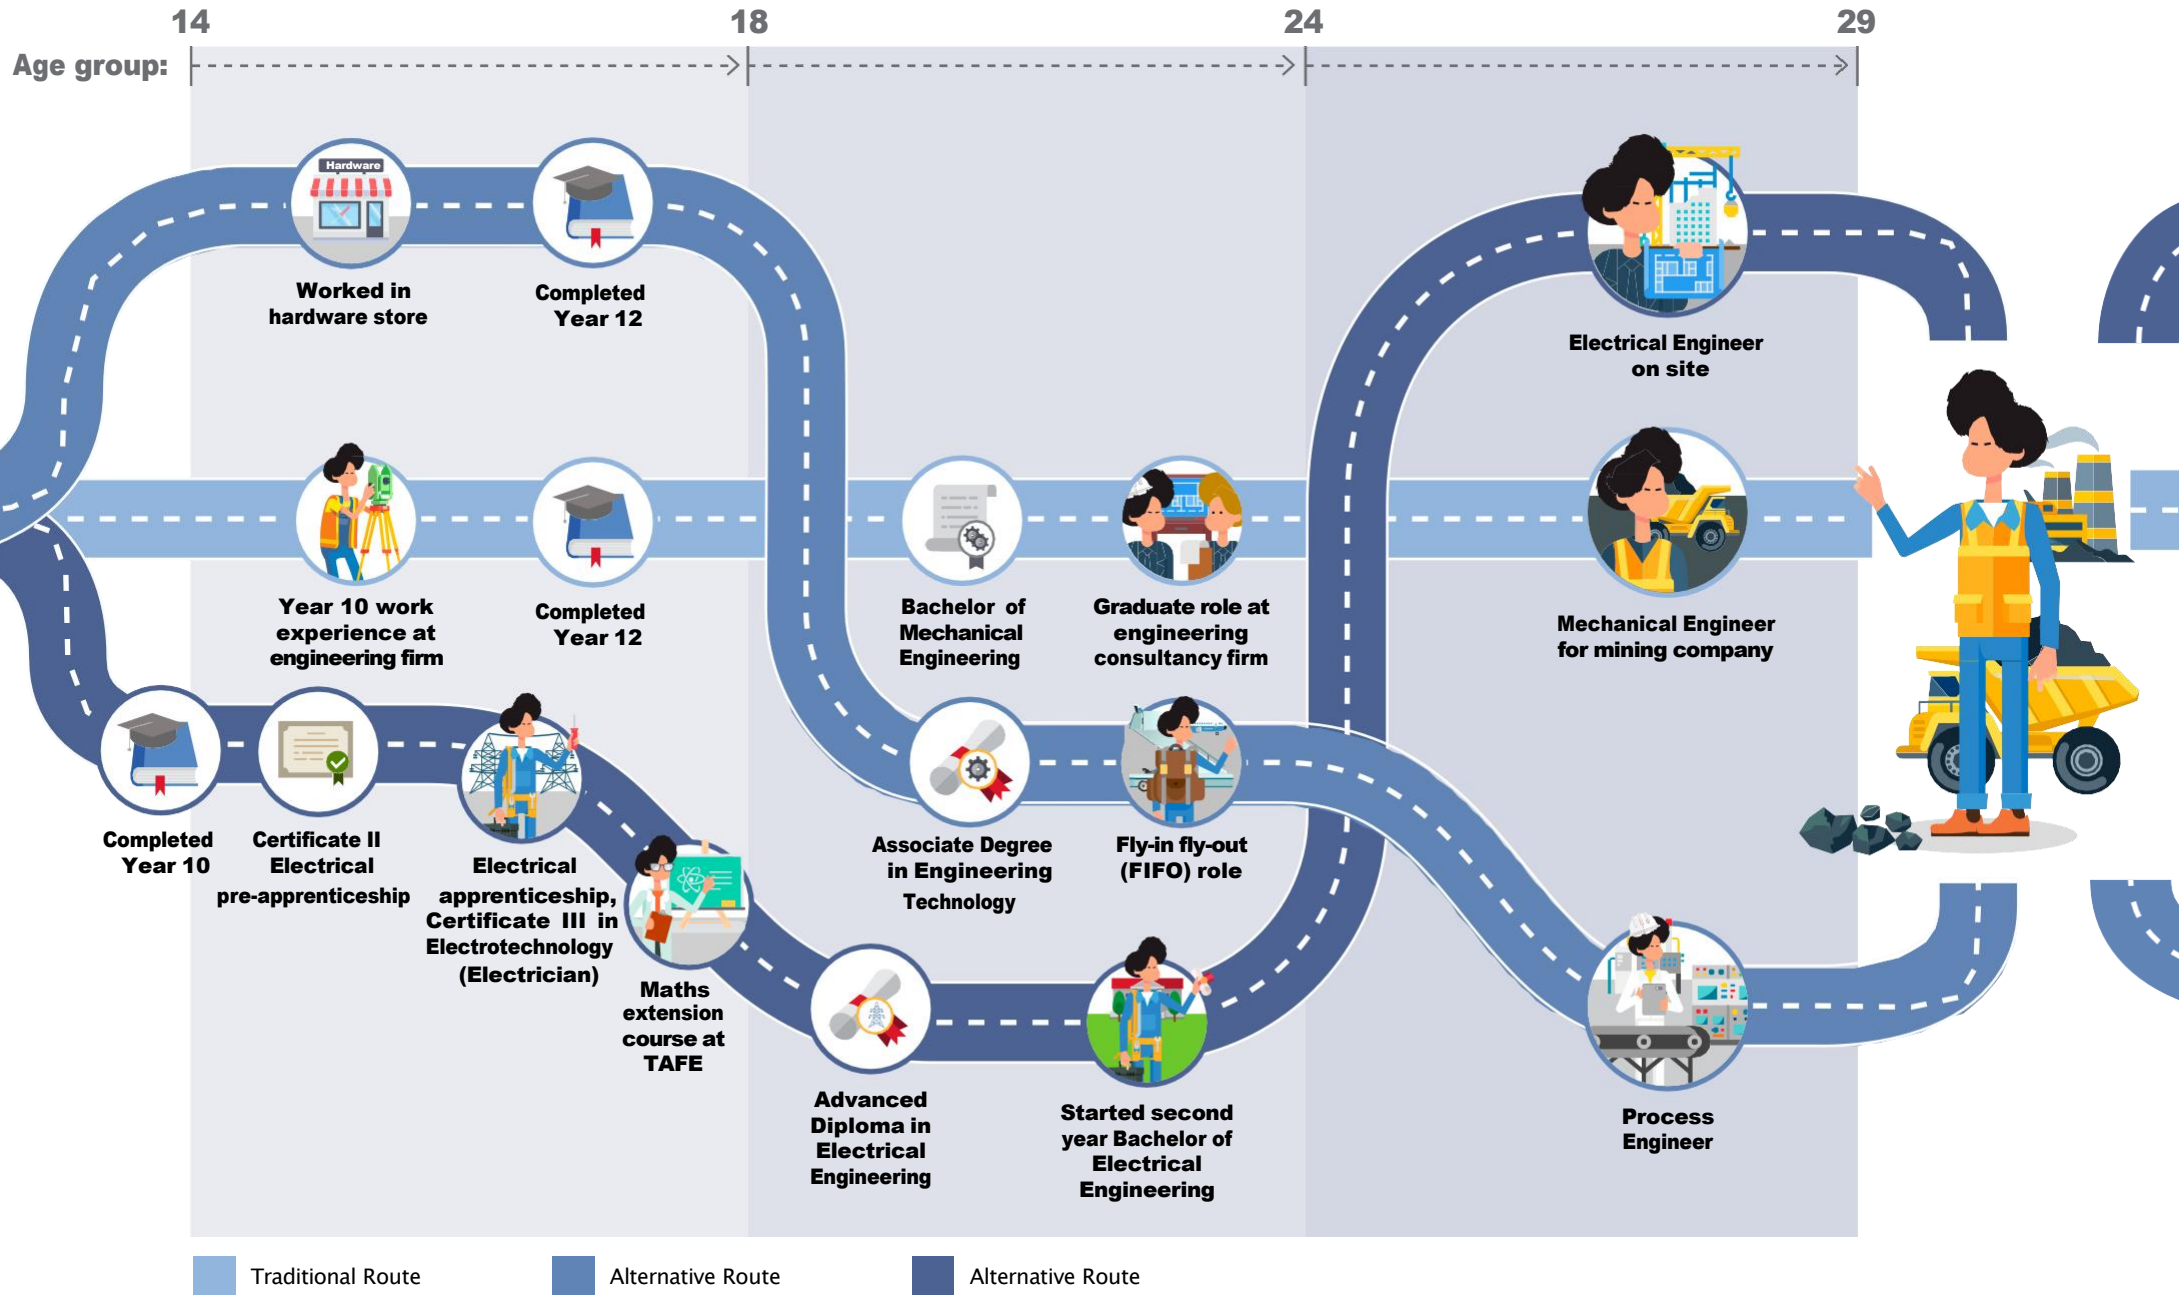 14
18
24
29
Age group:
Hardware
Worked in
hardware store
Completed
Year 12
Electrical Engineer
on site
Year 10 work
experience at
engineering firm
Completed
Year 12
Bachelor of
Mechanical
Engineering
Graduate role at
engineering
consultancy firm
Mechanical Engineer
for mining company
Completed
Year 10
Certificate II
Electrical
pre-apprenticeship
Electrical
apprenticeship,
Certificate III in
Electrotechnology
(Electrician)
Maths
extension
course at
TAFE
Associate Degree
in Engineering
Technology
Fly-in fly-out
(FIFO) role
Advanced
Diploma in
Electrical
Engineering
Started second
year Bachelor of
Electrical
Engineering
Process
Engineer
Traditional Route
Alternative Route
Alternative Route